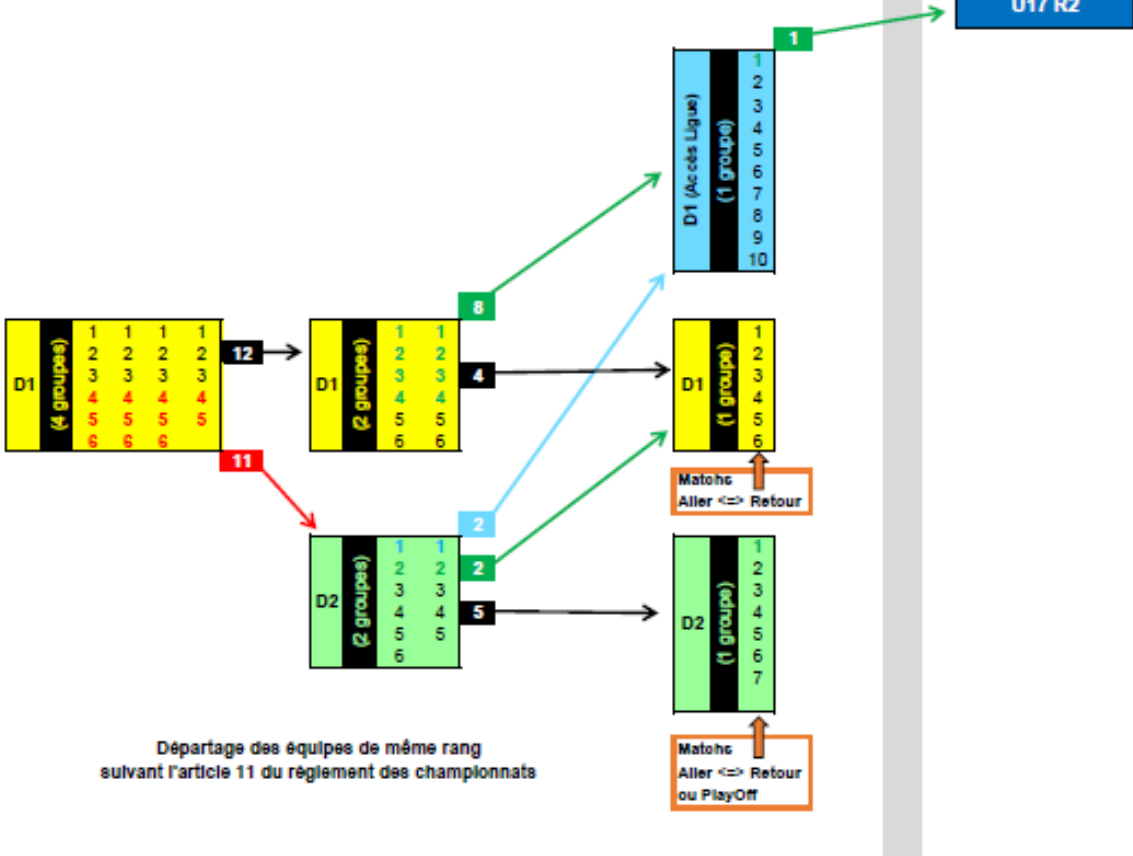 U17 R2
1
D1 (Accès Ligue)
(1 groupe)
1
2
3
4
5
6
7
8
9
10
8
D1
(4 groupes)
1 1 1 1
2 2 2 2
3 3 3 3
4 4 4 4
5 5 5 5
6 6 6
12
11
D1
(2 groupes)
1 1
2 2
3 3
4 4
5 5
6 6
4
D1
(1 groupe)
1
2
3
4
5
6
Matchs
Aller <=> Retour
2
2
5
D2
(2 groupes)
1 1
2 2
3 3
4 4
5 5
6
D2
(1 groupe)
1
2
3
4
5
6
7
Matchs
Aller <=> Retour
ou PlayOff
Départage des équipes de même rang
suivant l'article 11 du règlement des championnats